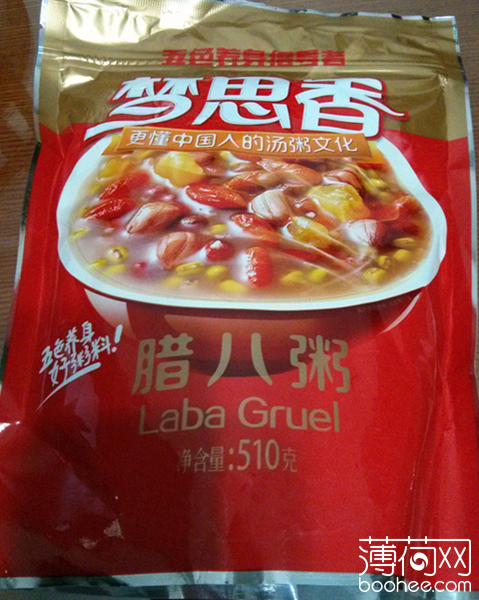 五色养身倡导者
梦思香
更懂中国人的汤粥文化
五色养身
好粥料!
腊八粥
Laba Gruel
净含量:510克
薄荷网
boohee.com